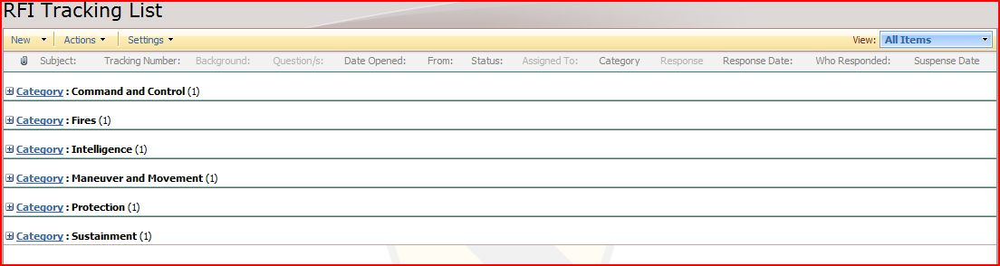 RFI Tracking List
New Actions Settings View: All Items
Subject: Tracking Number: Background: Question/s: Date Opened: From: Status: Assigned To: Category Response Response Date: Who Responded: Suspense Date
Category : Command and Control (1)
Category : Fires (1)
Category : Intelligence (1)
Category : Maneuver and Movement (1)
Category : Protection (1)
Category : Sustainment (1)